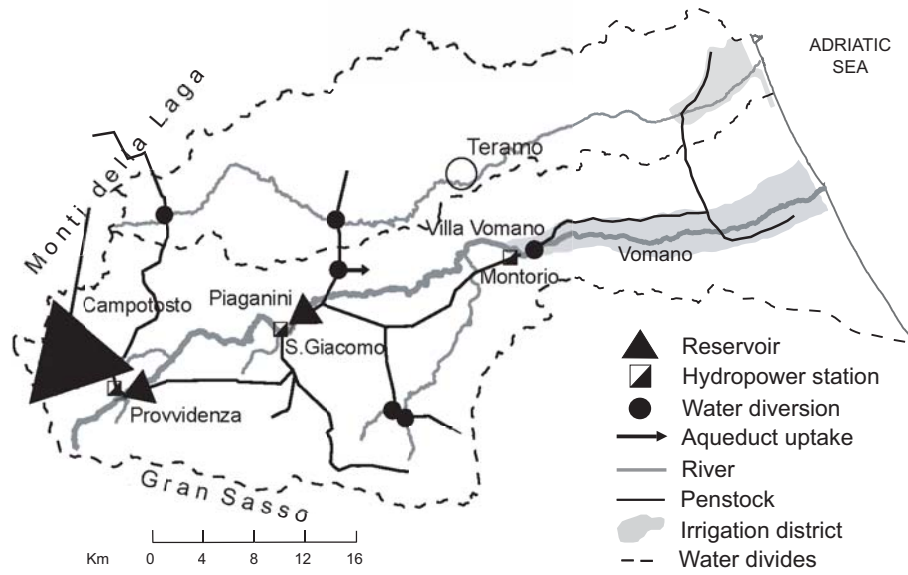 ADRIATIC
SEA
Monti della Laga
Teramo
Villa Vomano
Vomano
Montorio
Campotosto
Piaganini
S.Giacomo
Provvidenza
Gran Sasso
Km 0 4 8 12 16
Reservoir
Hydropower station
Water diversion
Aqueduct uptake
River
Penstock
Irrigation district
Water divides